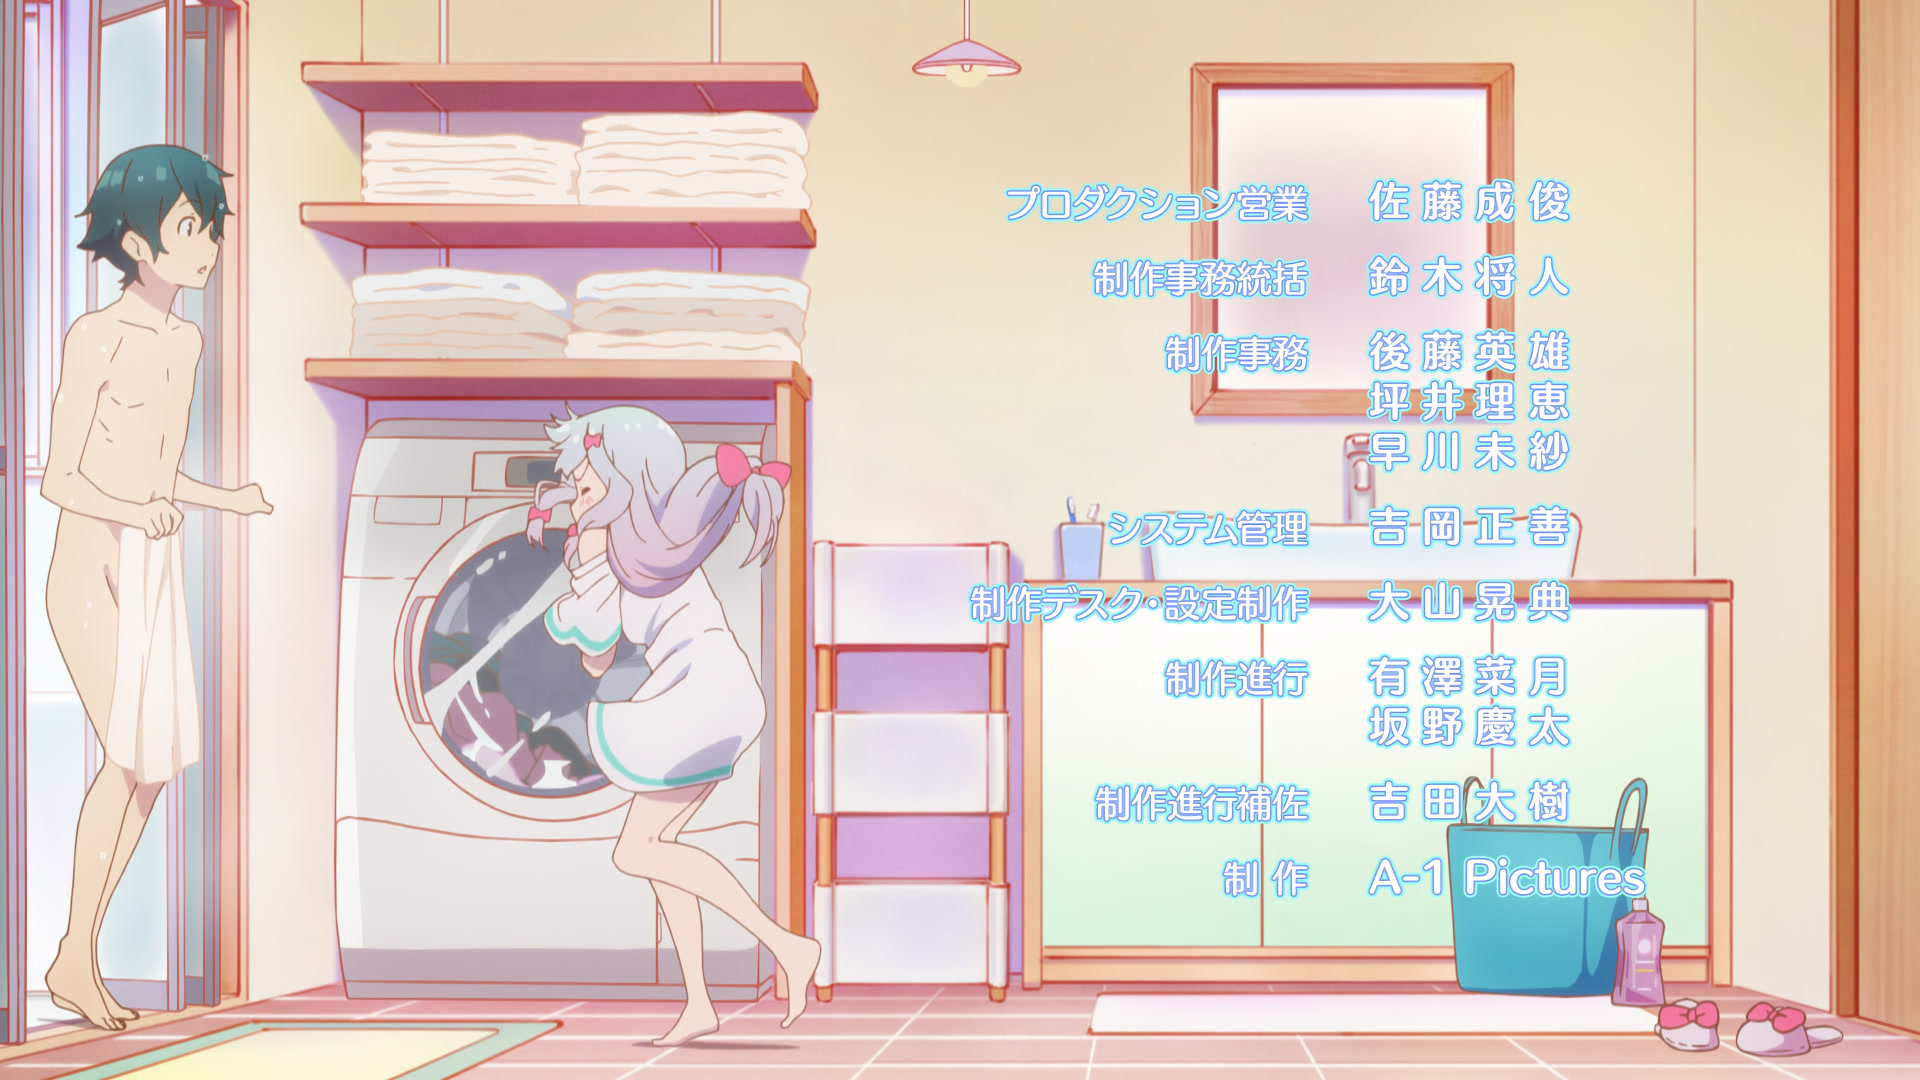 プロダクション営業 佐藤成俊
制作事務統括 鈴木将人
制作事務 後藤英雄
坪井理恵
早川未紗
システム管理 吉岡正善
制作デスク・設定制作 大山晃典
制作進行 有澤菜月
坂野慶太
制作進行補佐 吉田大樹
制作 A-1 Pictures